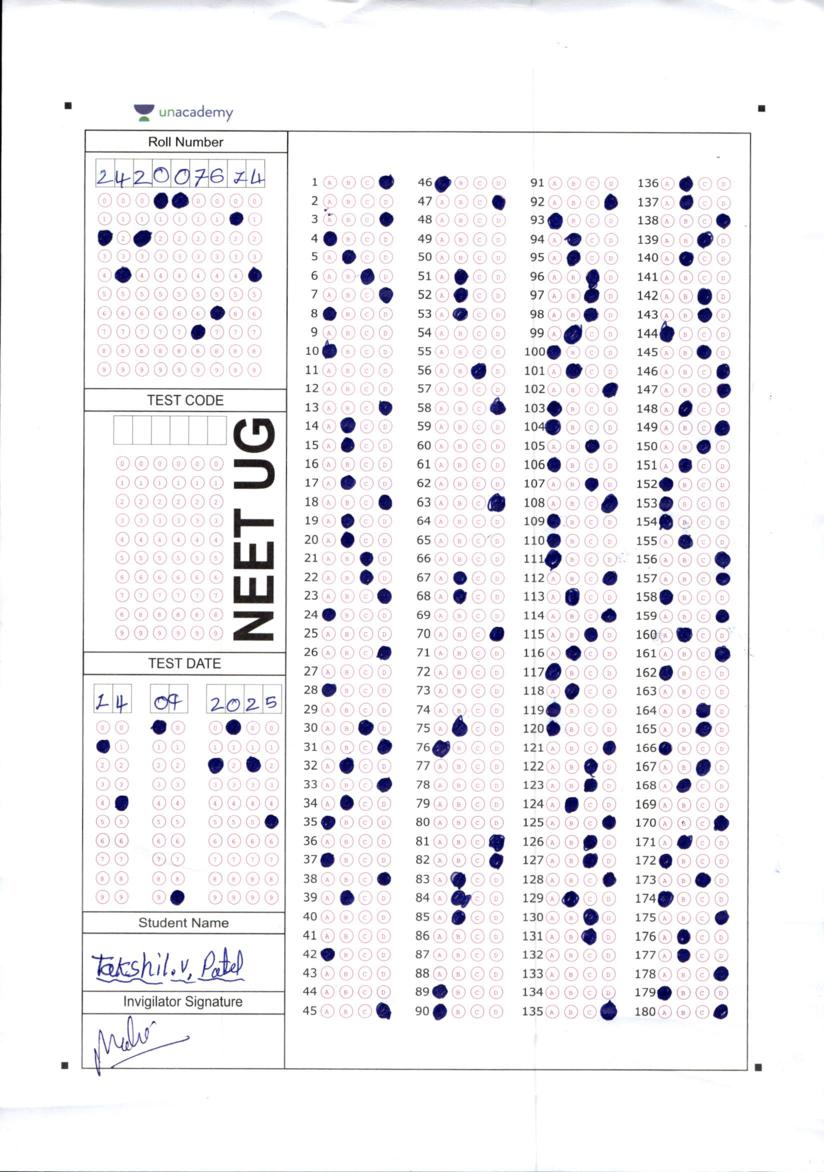 unacademy
Roll Number
2420076 74
TEST CODE
NEET UG
TEST DATE
14 09 2025
Student Name
Takshil.v. Patel
Invigilator Signature
1 A B C
2 A B C D
3 A B C
4 B C D
5 A C D
6 A B D
7 A B C
8 B C D
9 A B C D
10 B C D
11 A B C D
12 A B C D
13 A B C
14 A C D
15 A C D
16 A B C D
17 A C D
18 A B C
19 A C D
20 A C D
21 A B D
22 A B D
23 A B C
24 B C D
25 A B C D
26 A B C
27 A B C D
28 B C D
29 A B C D
30 A B D
31 A B C
32 A C D
33 A B C
34 A C D
35 B C D
36 A B C D
37 B C D
38 A B C
39 A C D
40 A B C D
41 A B C D
42 B C D
43 A B C D
44 A B C D
45 A B C
46 B C D
47 A B C
48 A B C D
49 A B C D
50 A B C D
51 A C D
52 A C D
53 A C D
54 A B C D
55 A B C D
56 A B D
57 A B C D
58 A B C
59 A B C D
60 A B C D
61 A B C D
62 A B C D
63 A B C
64 A B C D
65 A B C D
66 A B C D
67 A C D
68 A C D
69 A B C D
70 A B C
71 A B C D
72 A B C D
73 A B C D
74 A B C D
75 A C D
76 B C D
77 A B C D
78 A B C D
79 A B C D
80 A B C D
81 A B C
82 A B C
83 A C D
84 A C D
85 A C D
86 A B C D
87 A B C D
88 A B C D
89 B C D
90 B C D
91 A B C D
92 A B C
93 B C D
94 A C D
95 A C D
96 A B D
97 A B D
98 A B D
99 A C D
100 B C D
101 A C D
102 A B C
103 B C D
104 B C D
105 A B D
106 B C D
107 A B D
108 A B C
109 B C D
110 B C D
111 B C D
112 A B C
113 A C D
114 A B C
115 A B D
116 A C D
117 B C D
118 A C D
119 B C D
120 B C D
121 A B C
122 A B D
123 A B D
124 A C D
125 A B C
126 A B D
127 A B D
128 A B C
129 A C D
130 A B D
131 A B D
132 A B C D
133 A B C D
134 A B C D
135 A B C
136 A C D
137 A C D
138 A B C
139 A B D
140 A C D
141 A B C D
142 A B D
143 A B D
144 B C D
145 A B D
146 A B C
147 A B C
148 A C D
149 A B C
150 A B D
151 A C D
152 B C D
153 B C D
154 B C D
155 A C D
156 A B C
157 A B C
158 B C D
159 A B C
160 A C D
161 A B C
162 B C D
163 A B C D
164 A B D
165 A B D
166 B C D
167 A B D
168 A C D
169 A B C D
170 A B C
171 A C D
172 B C D
173 A B D
174 B C D
175 A B C
176 A C D
177 A C D
178 A B C
179 B C D
180 A B C